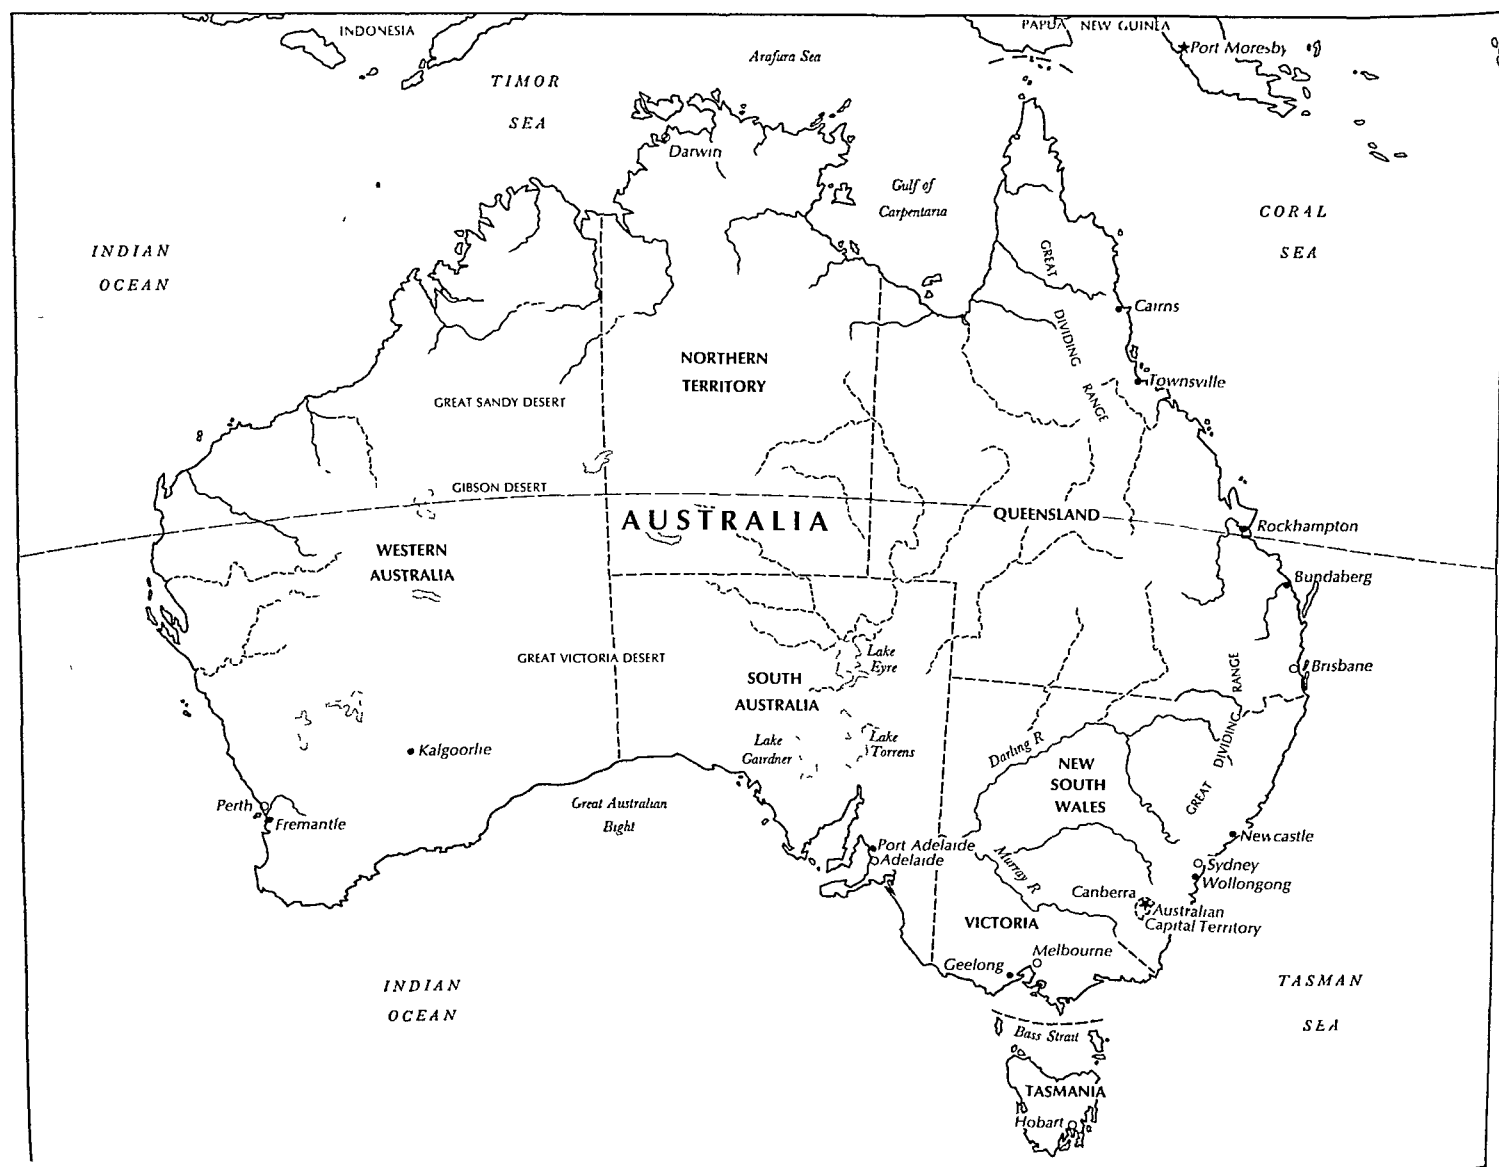 INDONESIA
PAPUA NEW GUINEA
Port Moresby
Arafura Sea
TIMOR
SEA
Darwin
Gulf of
Carpentaria
CORAL
SEA
INDIAN
OCEAN
GREAT
DIVIDING
RANGE
Cairns
Townsville
NORTHERN
TERRITORY
GREAT SANDY DESERT
GIBSON DESERT
AUSTRALIA
QUEENSLAND
Rockhampton
WESTERN
AUSTRALIA
Bundaberg
GREAT VICTORIA DESERT
Lake
Eyre
SOUTH
AUSTRALIA
Brisbane
GREAT DIVIDING RANGE
Lake
Gairdner
Lake
Torrens
Darling R
NEW
SOUTH
WALES
Kalgoorlie
Perth
Fremantle
Great Australian
Bight
Newcastle
Port Adelaide
Adelaide
Murray R
Sydney
Wollongong
Canberra
Australian
Capital Territory
VICTORIA
Melbourne
Geelong
INDIAN
OCEAN
TASMAN
SEA
Bass Strait
TASMANIA
Hobart